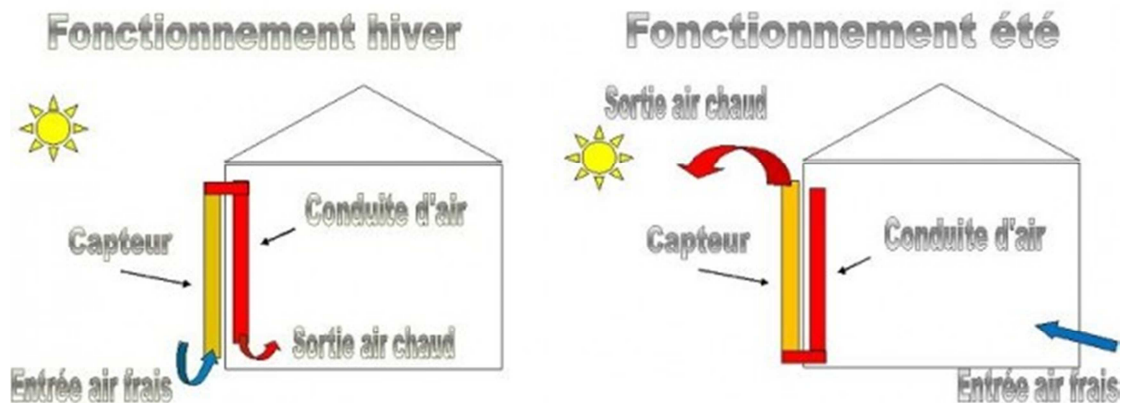 Fonctionnement hiver
Conduite d'air
Capteur
Sortie air chaud
Entrée air frais
Fonctionnement été
Sortie air chaud
Capteur
Conduite d'air
Entrée air frais